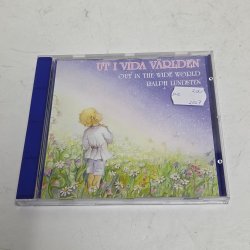 UT I VIDA VÄRLDEN
OUT IN THE WIDE WORLD
RALPH LUNDSTEN